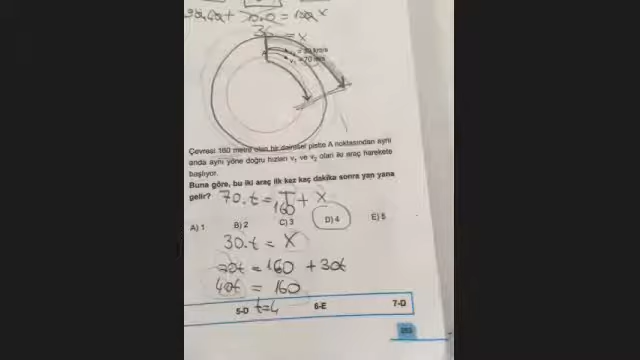 36 = x
Çevresi 160 metre olan bir dairesel pistte A noktasından aynı
anda aynı yöne doğru hızları v₁ ve v₂ olan iki araç harekete
başlıyor.
Buna göre, bu iki araç ilk kez kaç dakika sonra yan yana
gelir?
70.t = 160 + x
A) 1 B) 2 C) 3 D) 4 E) 5
30.t = x
70t = 160 + 30t
40t = 160
t=4
5-D 6-E 7-D